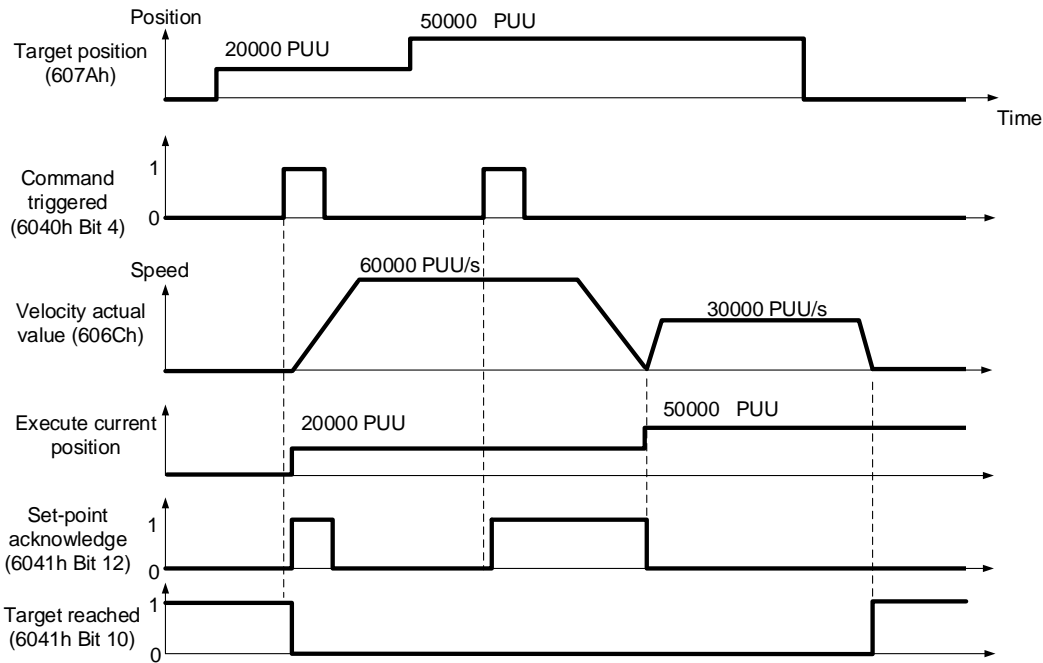 Position
Target position
(607Ah)
20000 PUU
50000 PUU
Time
Command
triggered
(6040h Bit 4)
1
0
Speed
Velocity actual
value (606Ch)
60000 PUU/s
30000 PUU/s
Execute current
position
20000 PUU
50000 PUU
Set-point
acknowledge
(6041h Bit 12)
1
0
Target reached
(6041h Bit 10)
1
0